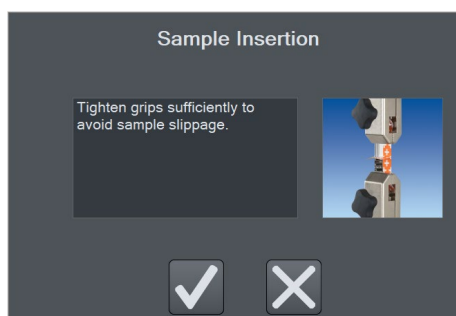 Sample Insertion
Tighten grips sufficiently to
avoid sample slippage.